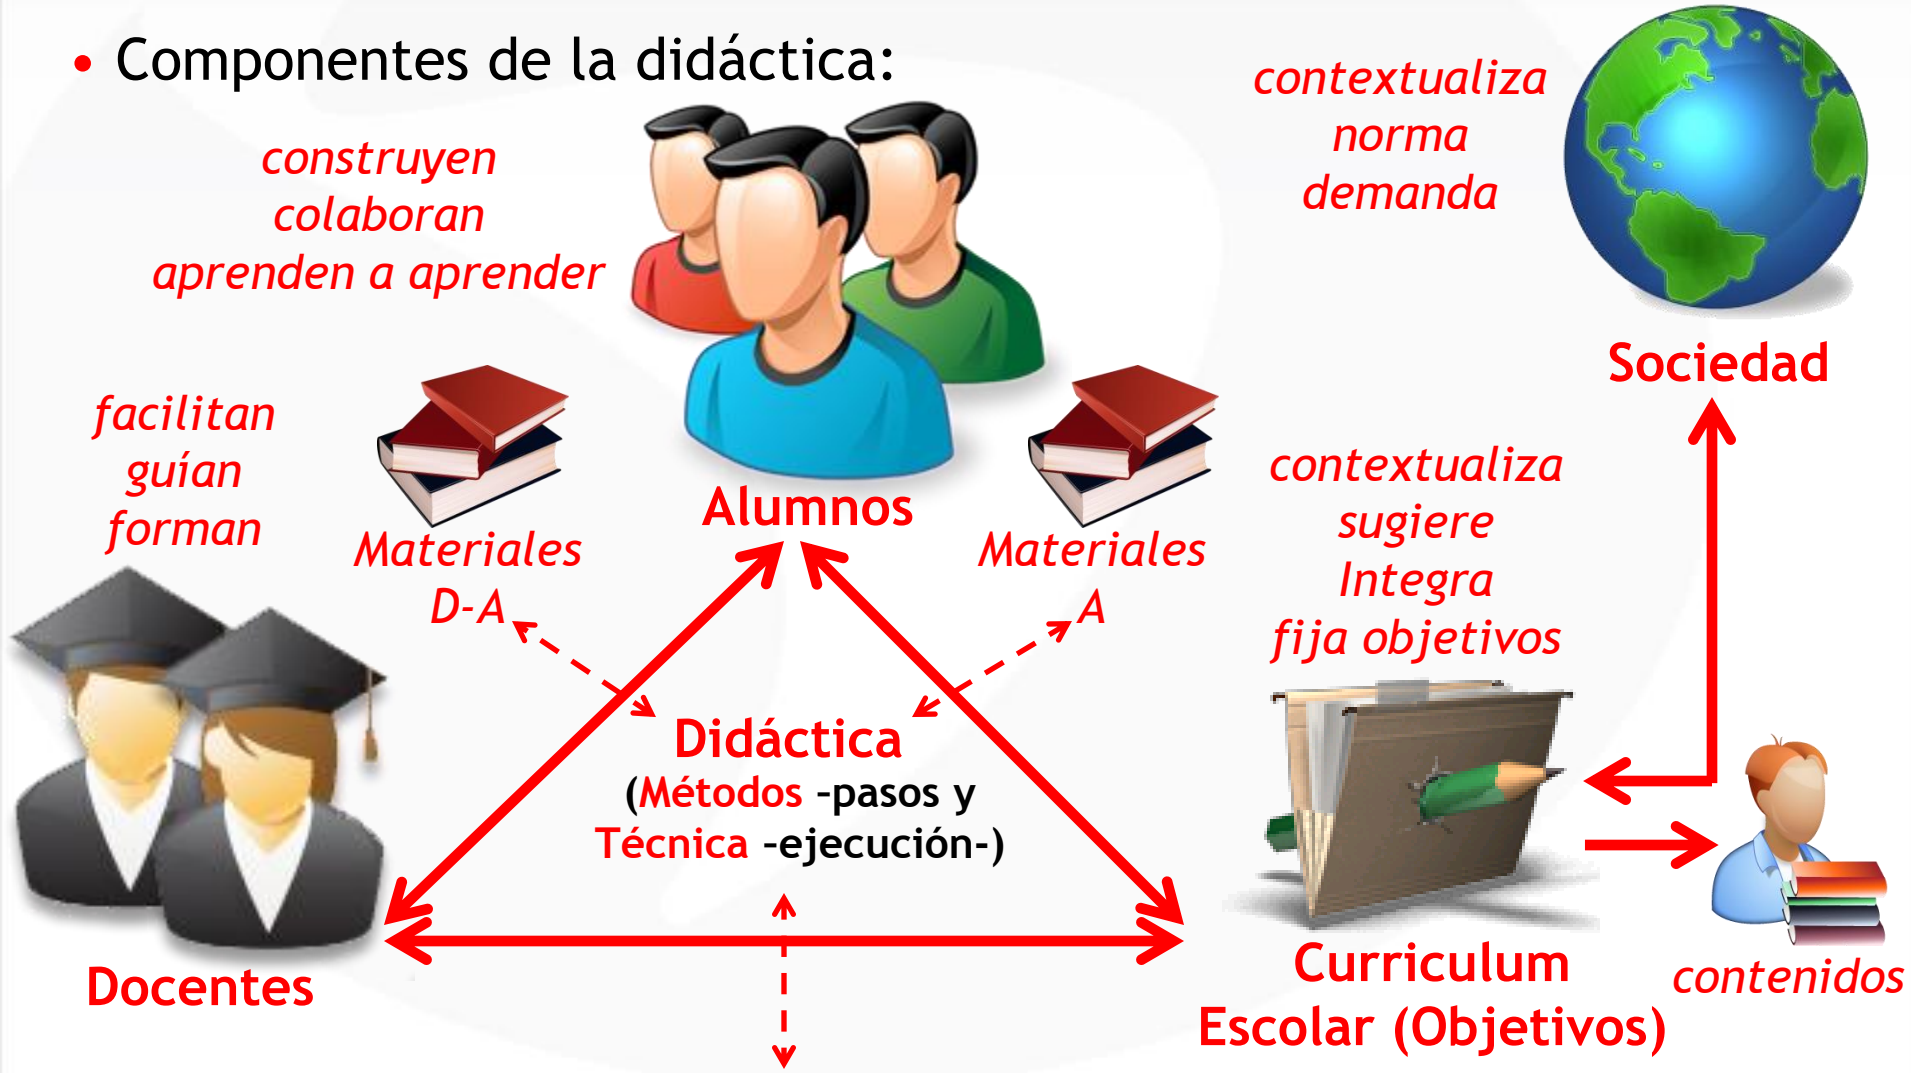 • Componentes de la didáctica:
construyen
colaboran
aprenden a aprender
contextualiza
norma
demanda
Sociedad
facilitan
guían
forman
Materiales
D-A
Alumnos
Materiales
A
contextualiza
sugiere
Integra
fija objetivos
Didáctica
(Métodos –pasos y
Técnica –ejecución-)
Docentes
Curriculum
Escolar (Objetivos)
contenidos